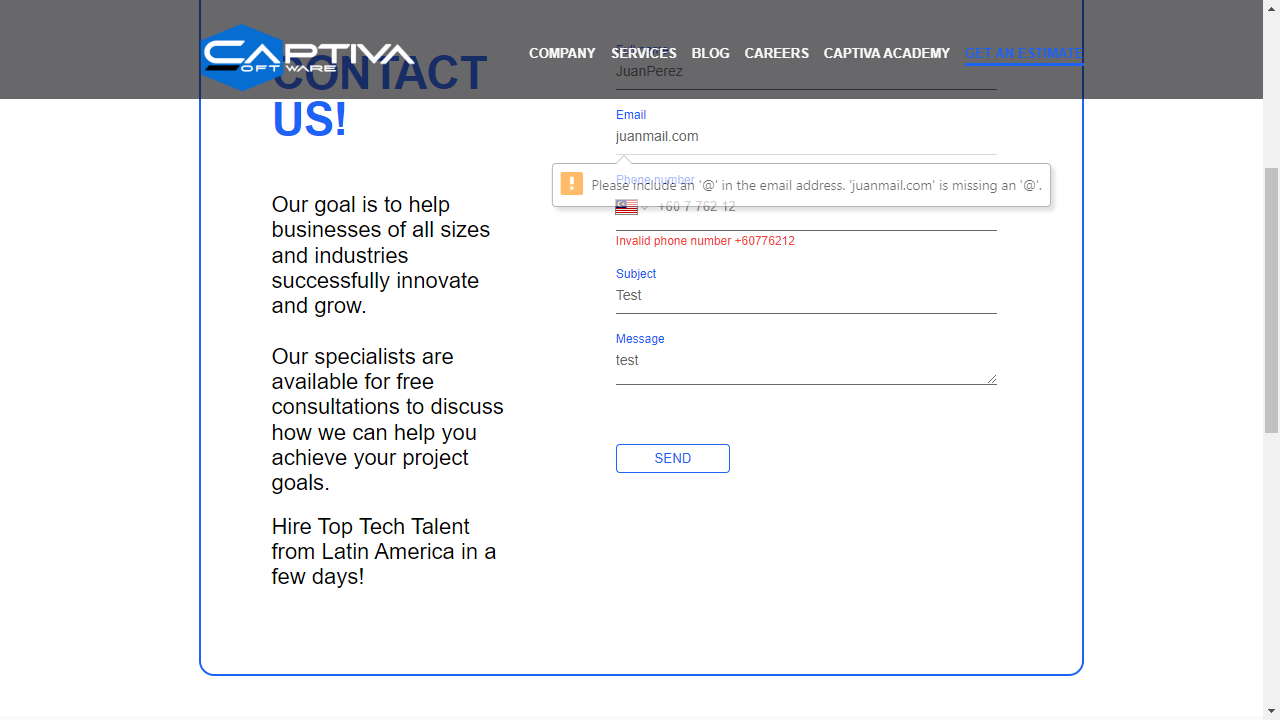 CAPTIVA
SOFTWARE
COMPANY SERVICES BLOG CAREERS CAPTIVA ACADEMY GET AN ESTIMATE
CONTACT
US!
Our goal is to help
businesses of all sizes
and industries
successfully innovate
and grow.
Our specialists are
available for free
consultations to discuss
how we can help you
achieve your project
goals.
Hire Top Tech Talent
from Latin America in a
few days!
JuanPerez
Email
juanmail.com
Please include an '@' in the email address. 'juanmail.com' is missing an '@'.
Phone number
+60 7 762 12
Invalid phone number +60776212
Subject
Test
Message
test
SEND